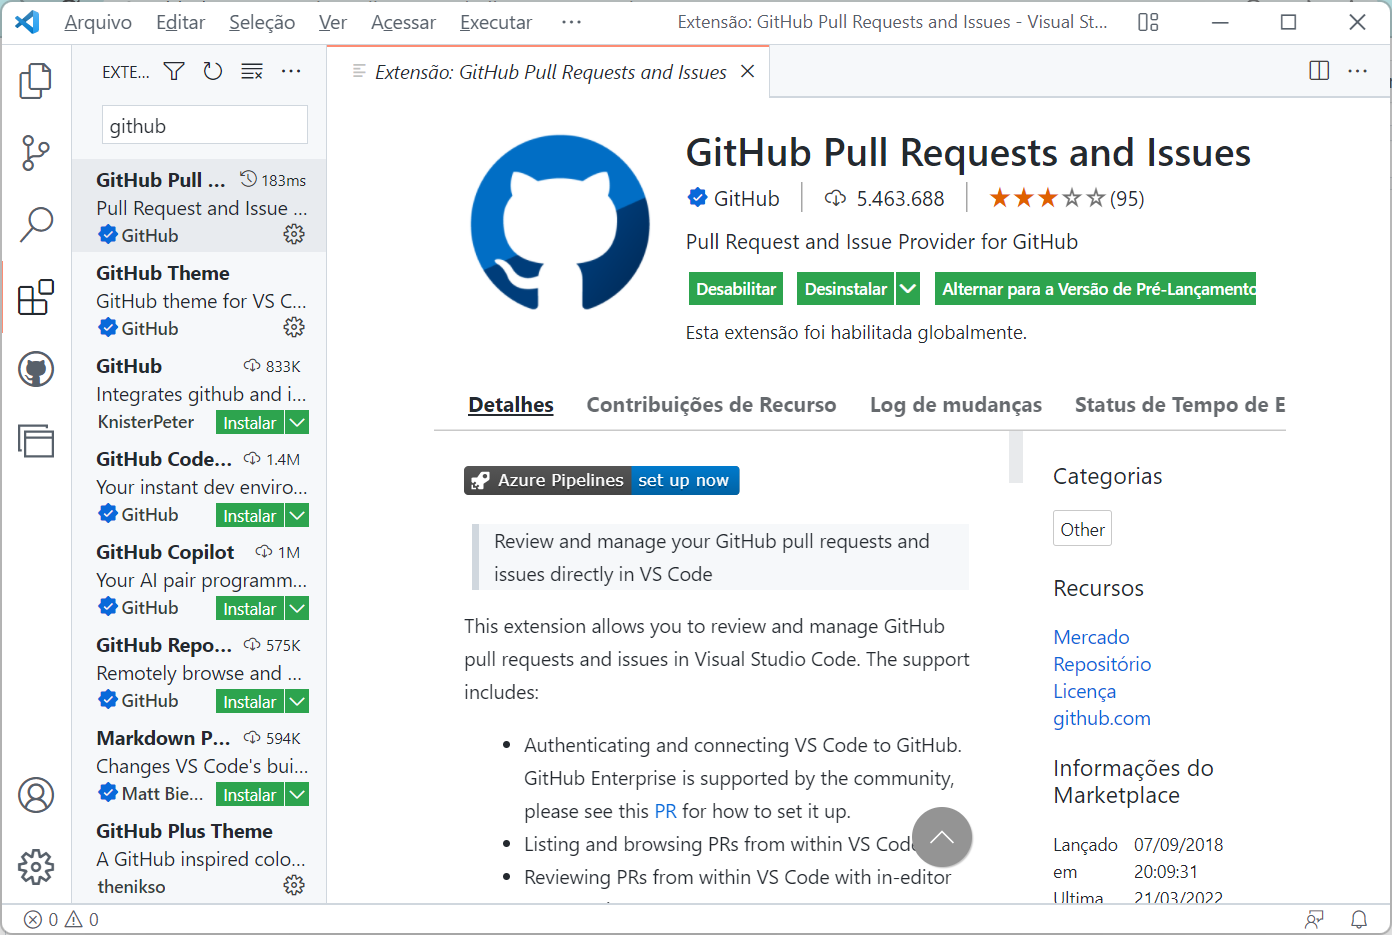 Arquivo Editar Seleção Ver Acessar Executar ··· Extensão: GitHub Pull Requests and Issues - Visual St...
EXTE...
Extensão: GitHub Pull Requests and Issues
github
GitHub Pull ... 183ms
Pull Request and Issue ...
GitHub
GitHub Theme
GitHub theme for VS C...
GitHub
GitHub 833K
Integrates github and i...
KnisterPeter Instalar
GitHub Code... 1.4M
Your instant dev enviro...
GitHub Instalar
GitHub Copilot 1M
Your AI pair programm...
GitHub Instalar
GitHub Repo... 575K
Remotely browse and ...
GitHub Instalar
Markdown P... 594K
Changes VS Code's bui...
Matt Bie... Instalar
GitHub Plus Theme
A GitHub inspired colo...
thenikso
GitHub Pull Requests and Issues
GitHub 5.463.688 (95)
Pull Request and Issue Provider for GitHub
Desabilitar Desinstalar Alternar para a Versão de Pré-Lançamento
Esta extensão foi habilitada globalmente.
Detalhes Contribuições de Recurso Log de mudanças Status de Tempo de E
Azure Pipelines set up now
Review and manage your GitHub pull requests and
issues directly in VS Code
This extension allows you to review and manage GitHub
pull requests and issues in Visual Studio Code. The support
includes:
• Authenticating and connecting VS Code to GitHub.
GitHub Enterprise is supported by the community,
please see this PR for how to set it up.
• Listing and browsing PRs from within VS Code
• Reviewing PRs from within VS Code with in-editor
Categorias
Other
Recursos
Mercado
Repositório
Licença
github.com
Informações do
Marketplace
Lançado 07/09/2018
em 20:09:31
Ultima 21/03/2022
0 0